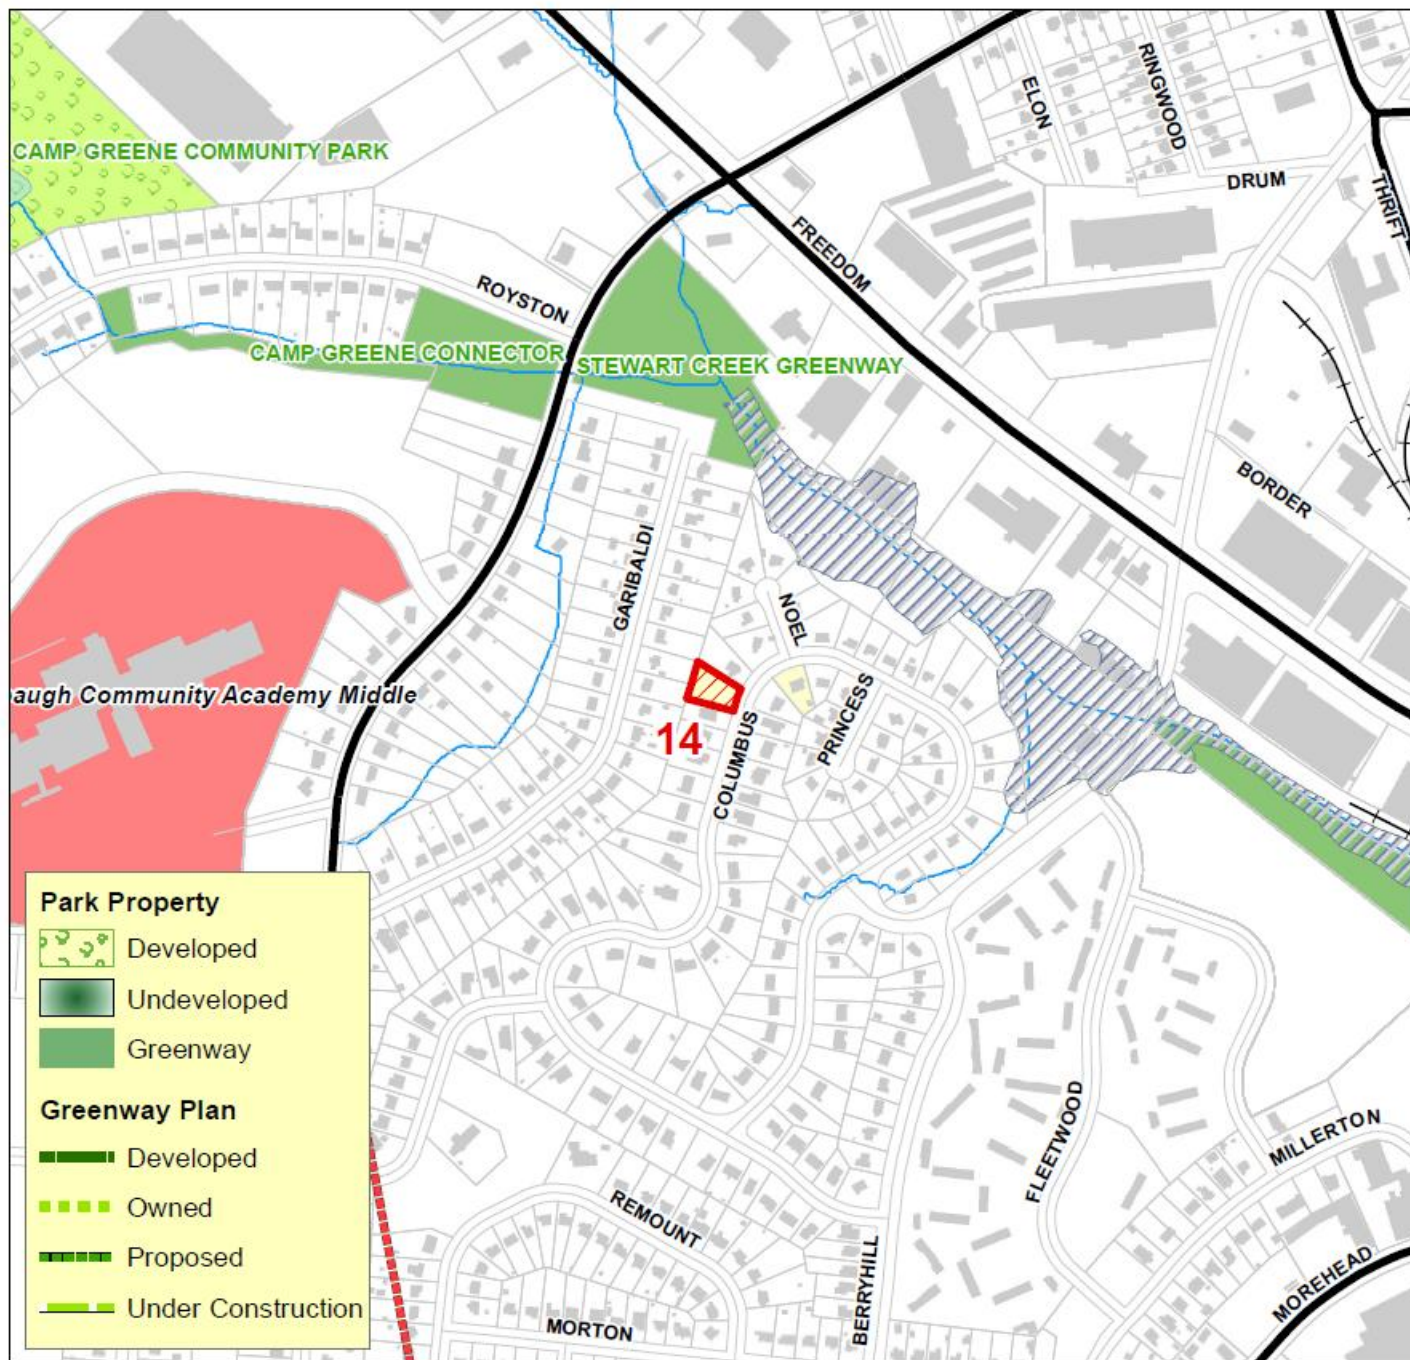 RINGWOOD
ELON
CAMP GREENE COMMUNITY PARK
DRUM
THRIFT
FREEDOM
ROYSTON
CAMP GREENE CONNECTOR
STEWART CREEK GREENWAY
BORDER
GARIBALDI
NOEL
augh Community Academy Middle
14
PRINCESS
COLUMBUS
Park Property
Developed
Undeveloped
Greenway
Greenway Plan
Developed
Owned
Proposed
Under Construction
FLEETWOOD
MILLERTON
REMOUNT
BERRYHILL
MORTON
MOREHEAD